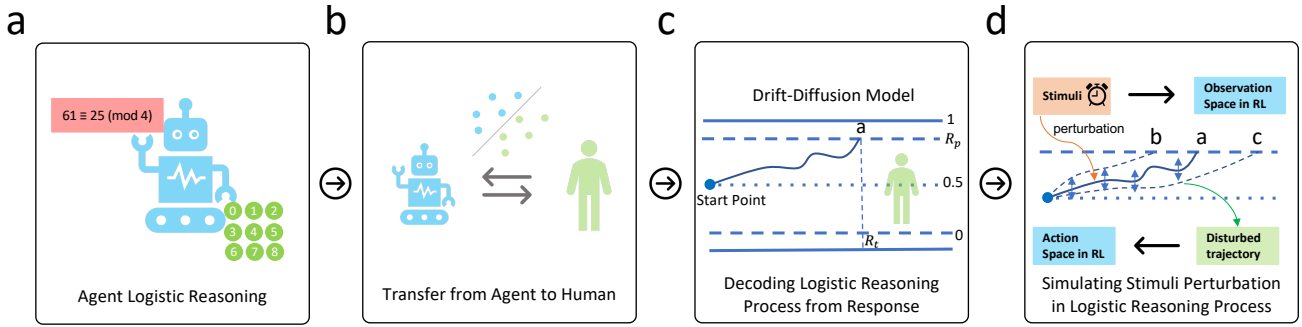 a
61 ≡ 25 (mod 4)
0 1 2
3 4 5
6 7 8
Agent Logistic Reasoning
b
Transfer from Agent to Human
c
Drift-Diffusion Model
1
a
R_p
0.5
Start Point
0
R_t
Decoding Logistic Reasoning
Process from Response
d
Stimuli
Observation
Space in RL
perturbation
b a c
Action
Space in RL
Disturbed
trajectory
Simulating Stimuli Perturbation
in Logistic Reasoning Process